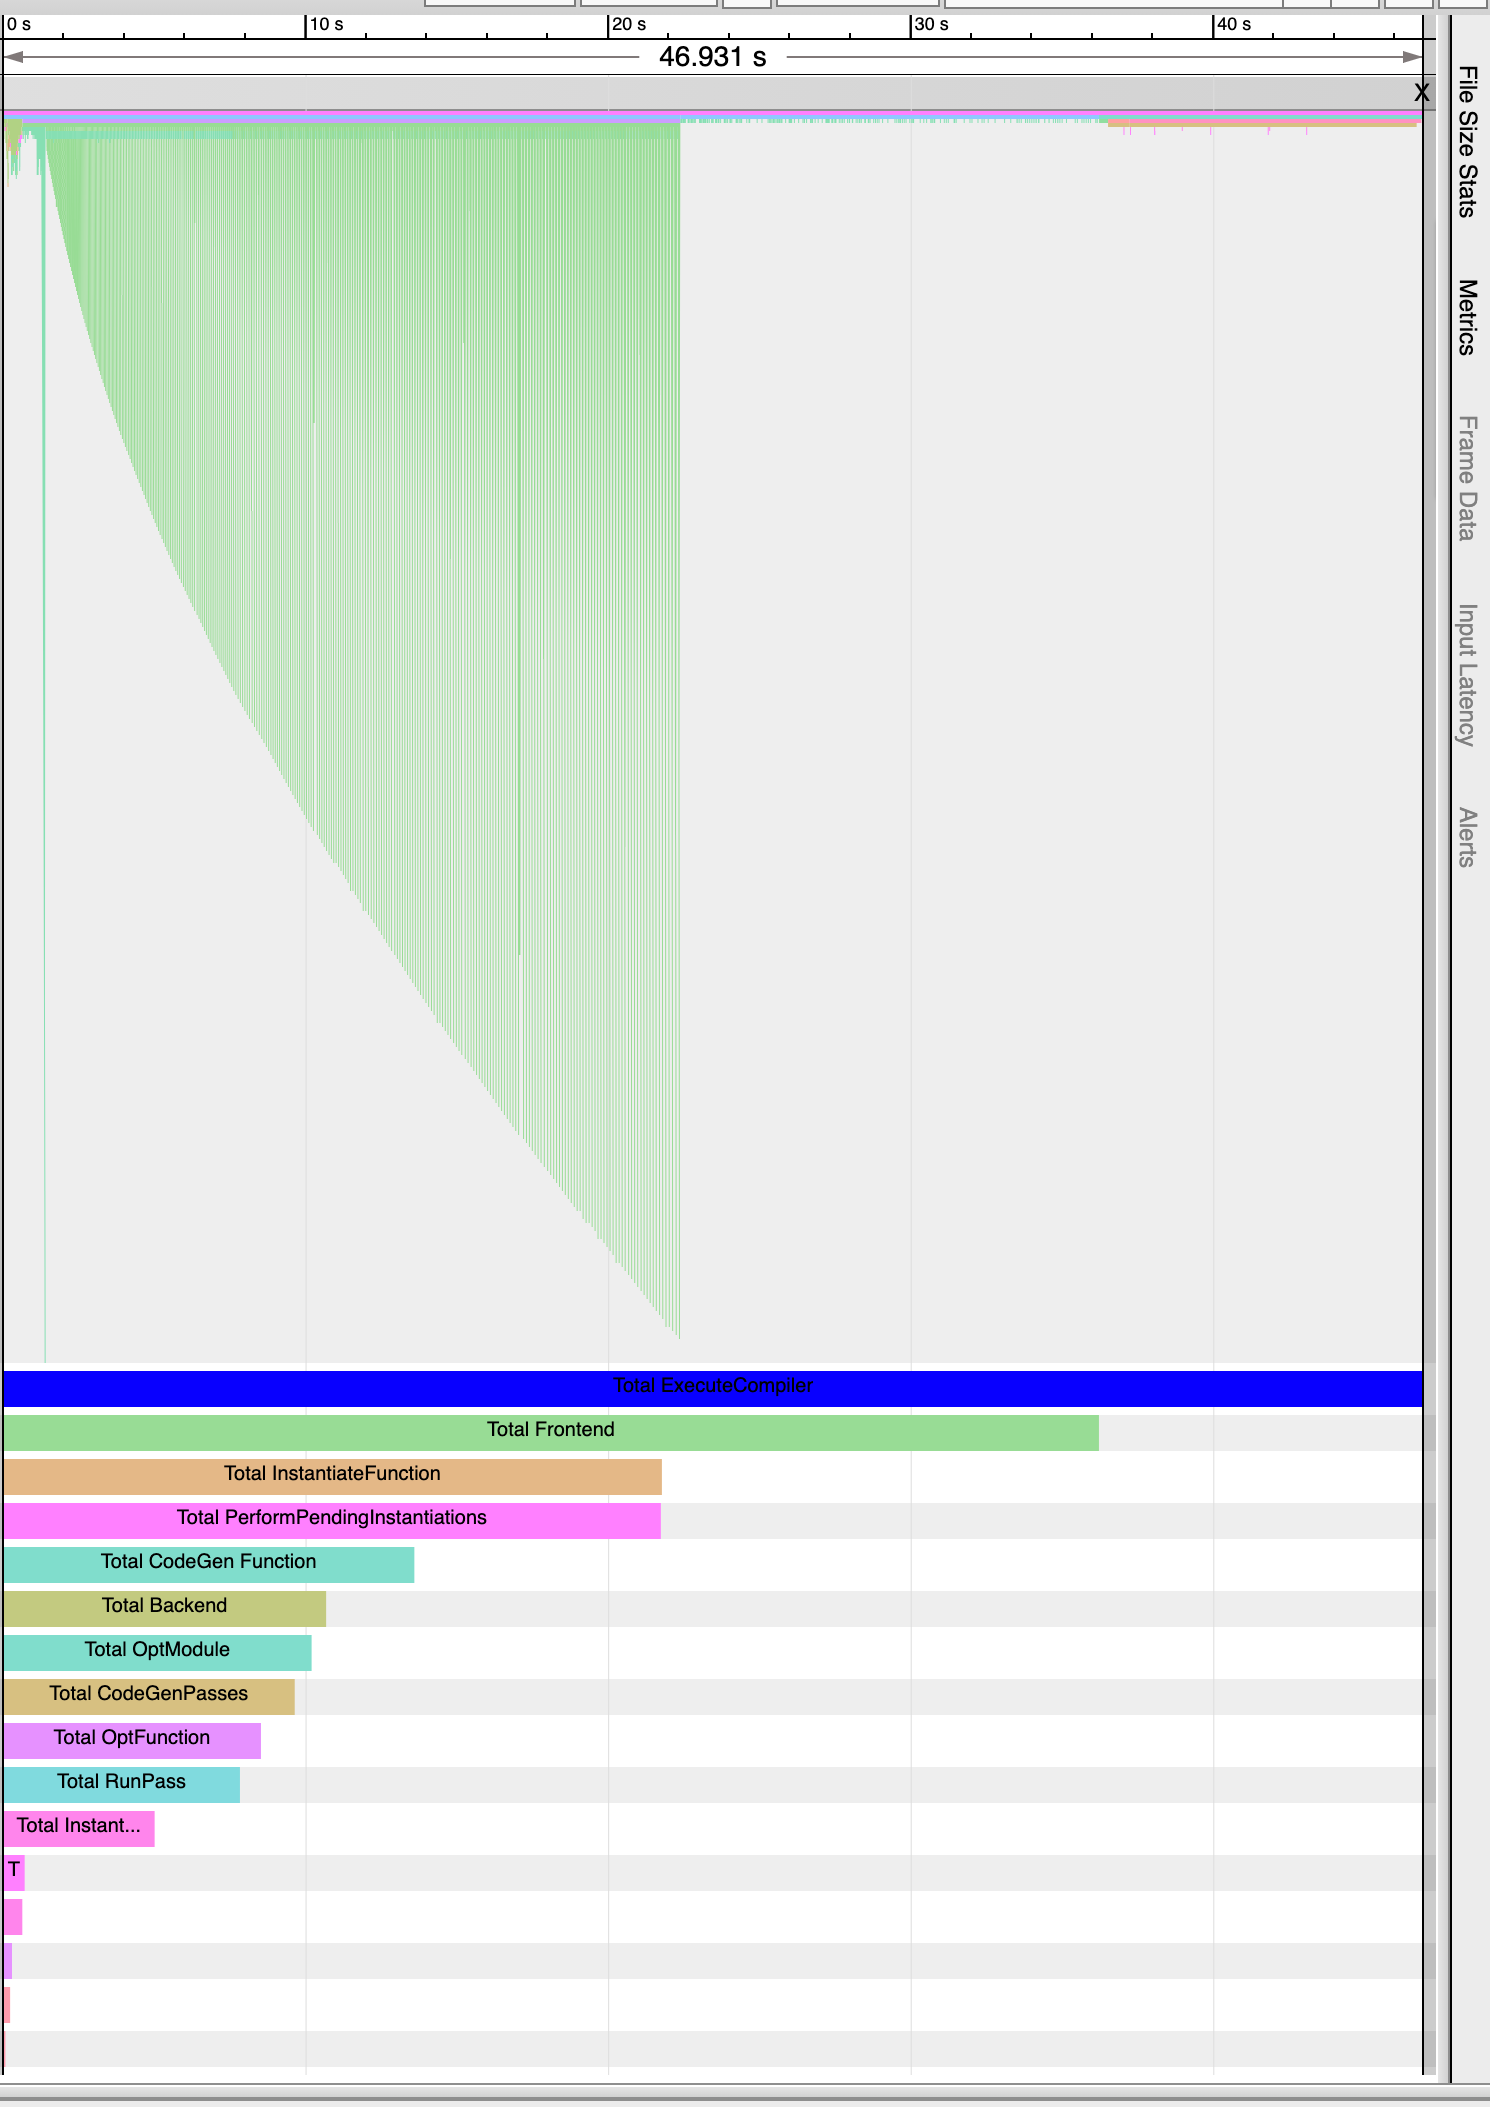 0 s
10 s
20 s
30 s
40 s
46.931 s
X
File Size Stats
Metrics
Frame Data
Input Latency
Alerts
Total ExecuteCompiler
Total Frontend
Total InstantiateFunction
Total PerformPendingInstantiations
Total CodeGen Function
Total Backend
Total OptModule
Total CodeGenPasses
Total OptFunction
Total RunPass
Total Instant...
T